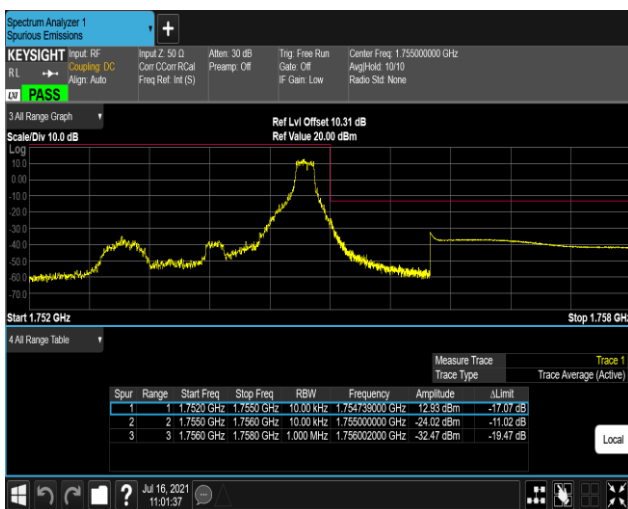 Spectrum Analyzer 1
Spurious Emissions
+
KEYSIGHT Input: RF Input Z: 50 Ω Atten: 30 dB Trig: Free Run Center Freq: 1.755000000 GHz
RL Coupling: DC Corr CCorr RCal Preamp: Off Gate: Off Avg|Hold: 10/10
Align: Auto Freq Ref: Int (S) IF Gain: Low Radio Std: None
LXI PASS
3 All Range Graph
Ref Lvl Offset 10.31 dB
Scale/Div 10.0 dB Ref Value 20.00 dBm
Log
10.0
0.00
-10.0
-20.0
-30.0
-40.0
-50.0
-60.0
-70.0
Start 1.752 GHz Stop 1.758 GHz
4 All Range Table
Measure Trace Trace 1
Trace Type Trace Average (Active)
Spur Range Start Freq Stop Freq RBW Frequency Amplitude ΔLimit
1 1 1.7520 GHz 1.7550 GHz 10.00 kHz 1.754739000 GHz 12.93 dBm -17.07 dB
2 2 1.7550 GHz 1.7560 GHz 10.00 kHz 1.755000000 GHz -24.02 dBm -11.02 dB
3 3 1.7560 GHz 1.7580 GHz 1.000 MHz 1.756002000 GHz -32.47 dBm -19.47 dB
Local
? Jul 16, 2021
11:01:37